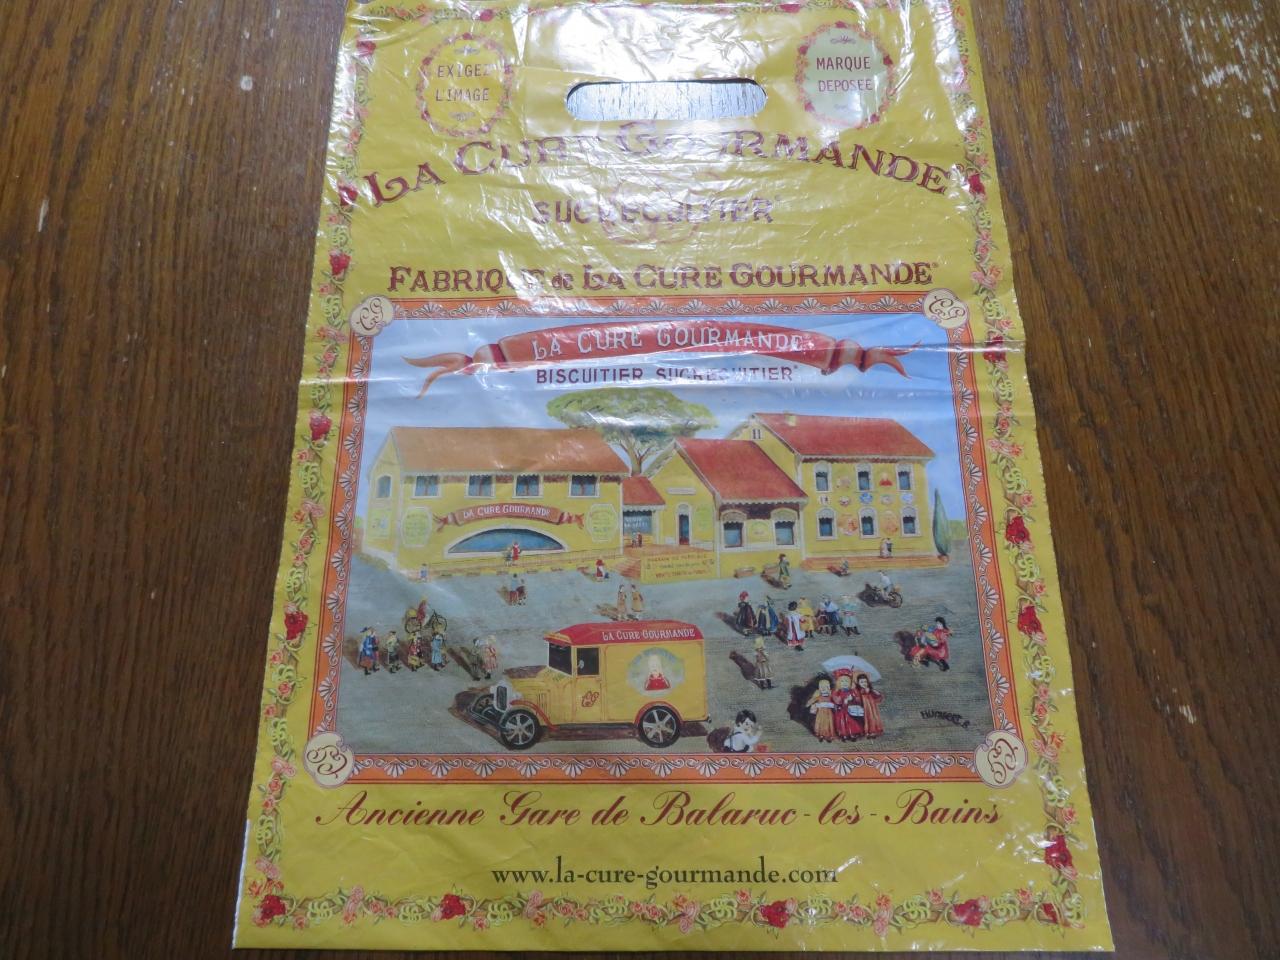 EXIGEZ
L'IMAGE
MARQUE
DEPOSEE
LA CURE GOURMANDE®
SUCRECUITIER®
FABRIQUE de LA CURE GOURMANDE®
LA CURE GOURMANDE
BISCUITIER SUCRECUITIER®
LA CURE GOURMANDE
LA CURE GOURMANDE
HUMBERT.B
Ancienne Gare de Balaruc-les-Bains
www.la-cure-gourmande.com